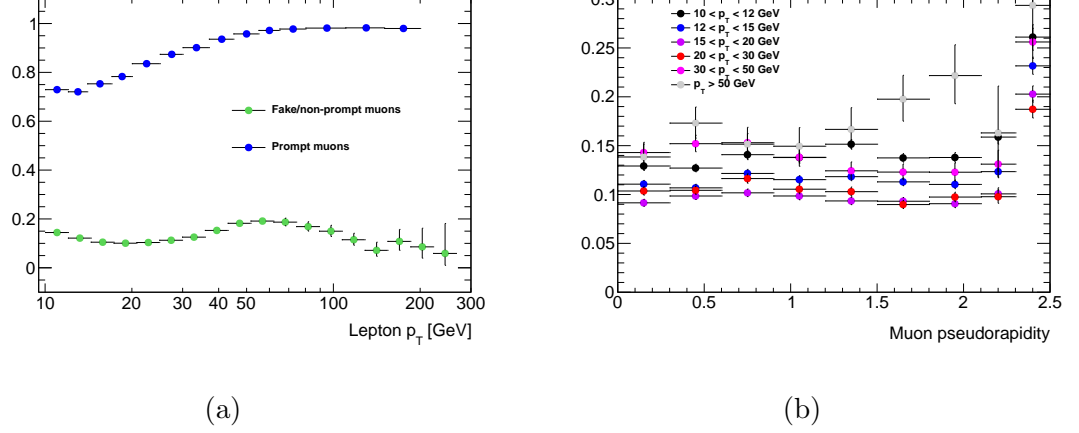 1
0.8
0.6
0.4
0.2
0
Fake/non-prompt muons
Prompt muons
10 20 30 40 50 100 200 300
Lepton p_T [GeV]
(a)
0.25
0.2
0.15
0.1
0.05
0
10 < p_T < 12 GeV
12 < p_T < 15 GeV
15 < p_T < 20 GeV
20 < p_T < 30 GeV
30 < p_T < 50 GeV
p_T > 50 GeV
0 0.5 1 1.5 2 2.5
Muon pseudorapidity
(b)